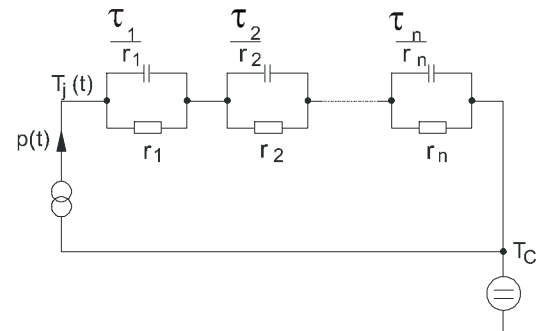 τ1/r1 τ2/r2 τn/rn
Tj (t)
p(t)
r1 r2 rn
TC